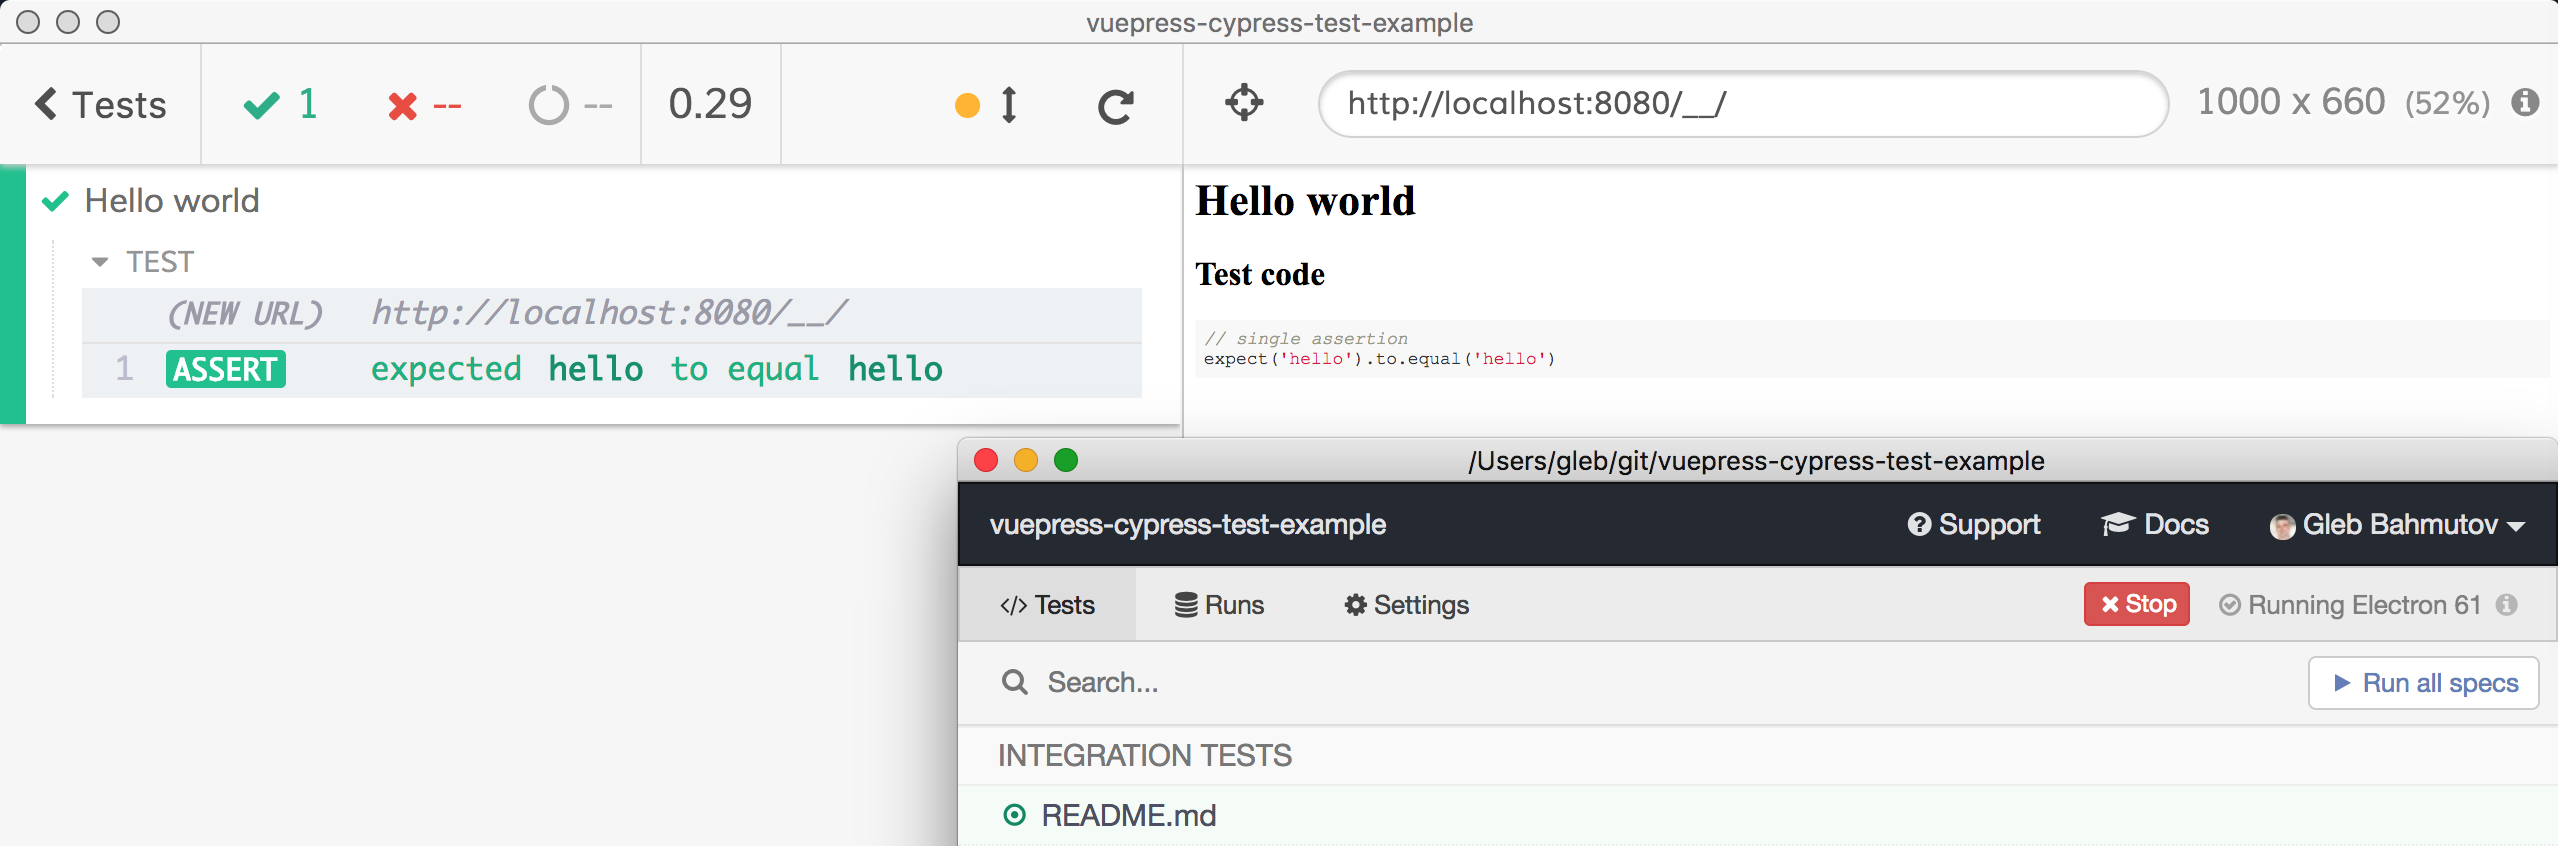 vuepress-cypress-test-example
Tests 1 -- -- 0.29 http://localhost:8080/__/ 1000 x 660 (52%)
Hello world
TEST
(NEW URL) http://localhost:8080/__/
1 ASSERT expected hello to equal hello
Hello world
Test code
// single assertion
expect('hello').to.equal('hello')
/Users/gleb/git/vuepress-cypress-test-example
vuepress-cypress-test-example Support Docs Gleb Bahmutov
</> Tests Runs Settings Stop Running Electron 61
Search... Run all specs
INTEGRATION TESTS
README.md